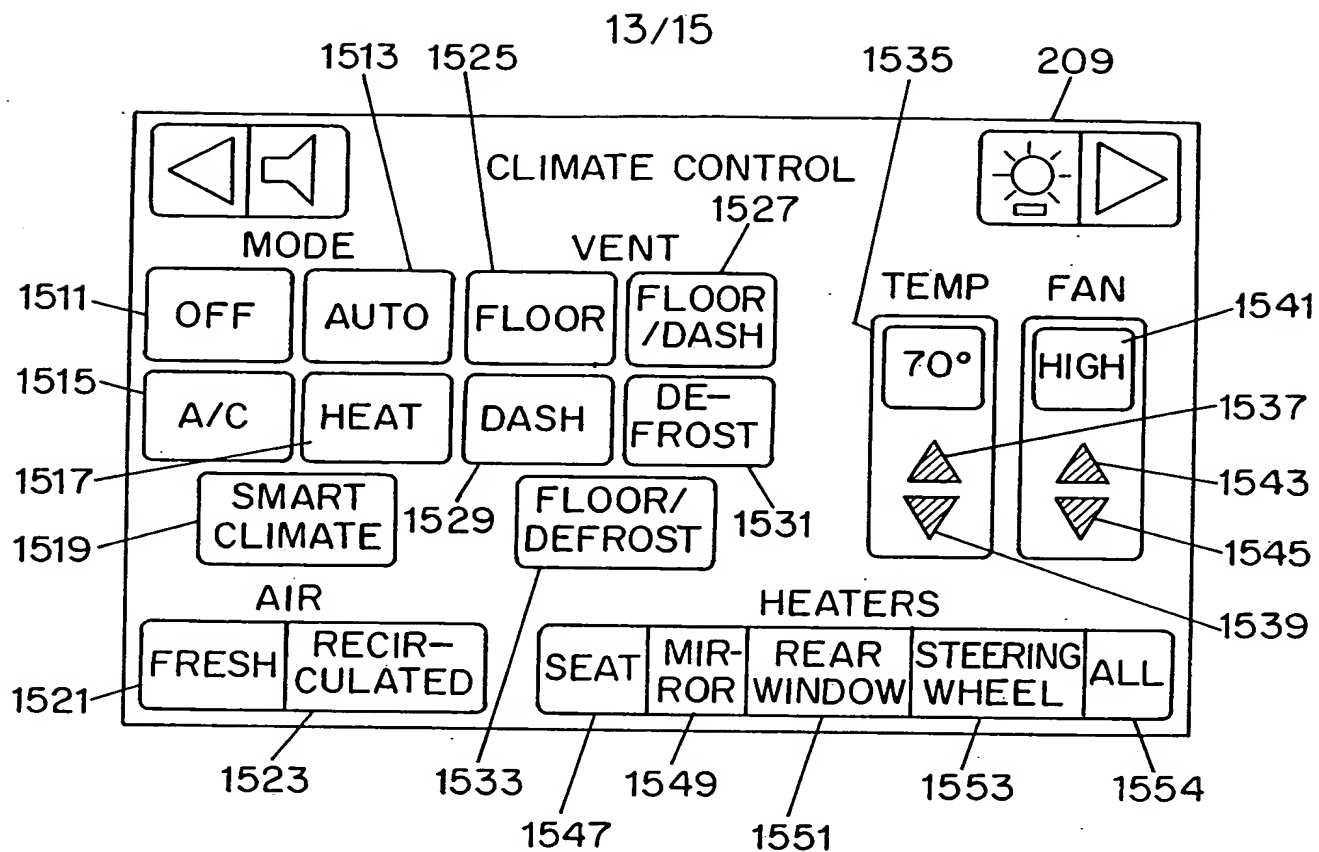 13/15
1513
1525
1535
209
CLIMATE CONTROL
1527
MODE
VENT
1511
OFF
AUTO
FLOOR
FLOOR
/DASH
TEMP
FAN
1541
70°
HIGH
1515
A/C
HEAT
DASH
DE-
FROST
1537
1517
1543
SMART
CLIMATE
1529
FLOOR/
DEFROST
1531
1519
1545
1539
AIR
HEATERS
FRESH
RECIR-
CULATED
SEAT
MIR-
ROR
REAR
WINDOW
STEERING
WHEEL
ALL
1521
1523
1533
1549
1553
1554
1547
1551